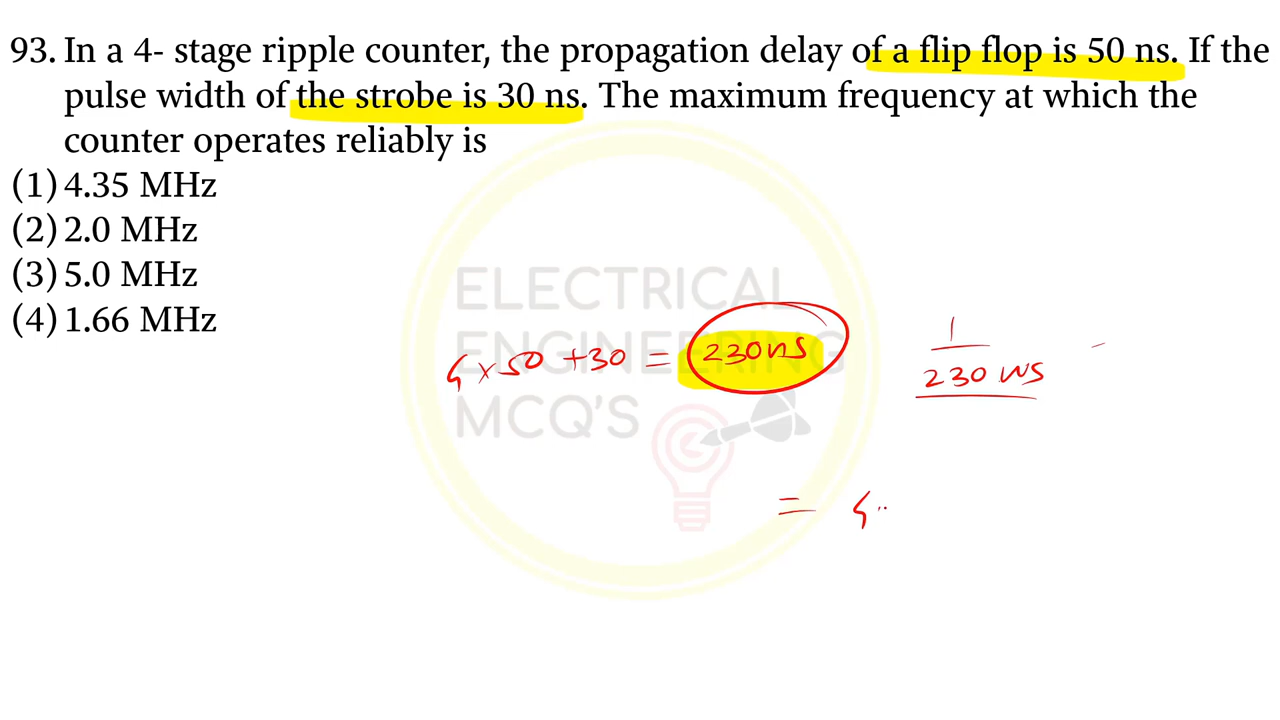 93. In a 4- stage ripple counter, the propagation delay of a flip flop is 50 ns. If the
pulse width of the strobe is 30 ns. The maximum frequency at which the
counter operates reliably is
(1) 4.35 MHz
(2) 2.0 MHz
(3) 5.0 MHz
(4) 1.66 MHz
ELECTRICAL
ENGINEERING
MCQ'S
4 x 50 + 30 = 230 ns
1
230 ns
= 4.